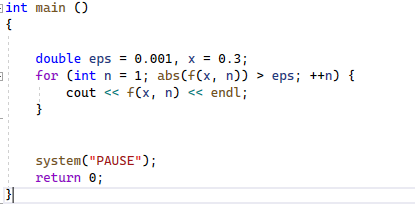 int main ()
{
    double eps = 0.001, x = 0.3;
    for (int n = 1; abs(f(x, n)) > eps; ++n) {
        cout << f(x, n) << endl;
    }
    system("PAUSE");
    return 0;
}